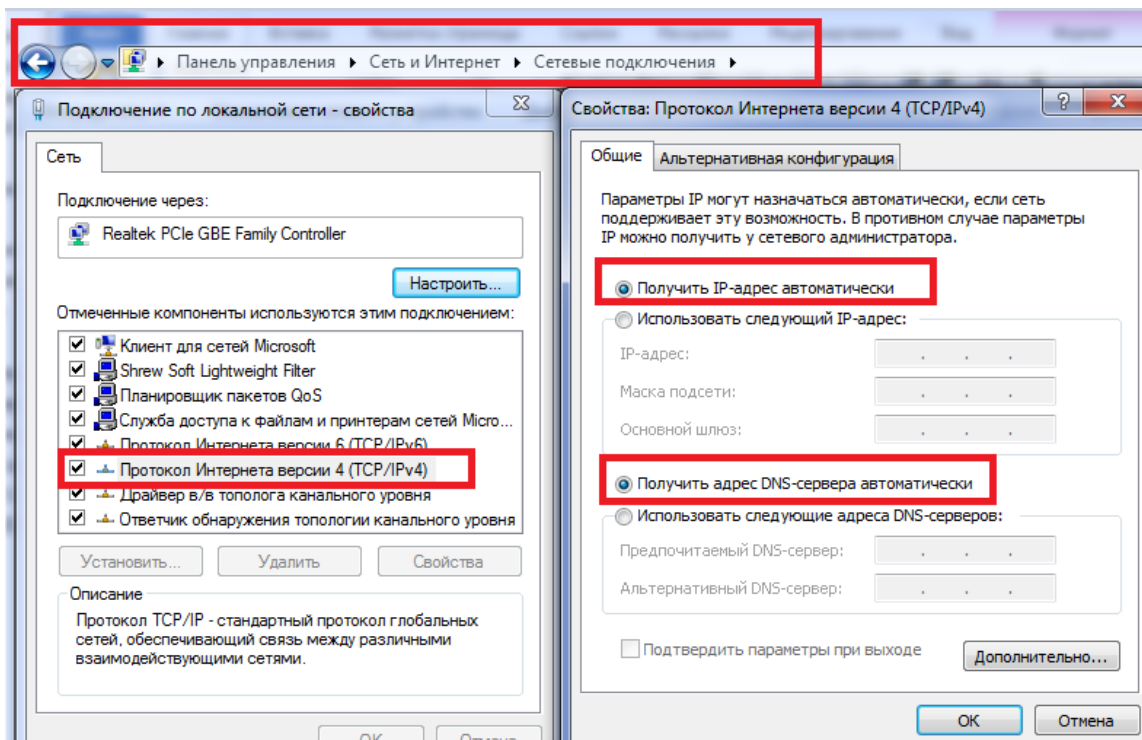 Панель управления ▸ Сеть и Интернет ▸ Сетевые подключения ▸
Подключение по локальной сети - свойства
Сеть
Подключение через:
Realtek PCIe GBE Family Controller
Настроить...
Отмеченные компоненты используются этим подключением:
Клиент для сетей Microsoft
Shrew Soft Lightweight Filter
Планировщик пакетов QoS
Служба доступа к файлам и принтерам сетей Micro...
Протокол Интернета версии 6 (TCP/IPv6)
Протокол Интернета версии 4 (TCP/IPv4)
Драйвер в/в тополога канального уровня
Ответчик обнаружения топологии канального уровня
Установить...
Удалить
Свойства
Описание
Протокол TCP/IP - стандартный протокол глобальных
сетей, обеспечивающий связь между различными
взаимодействующими сетями.
ОК
Отмена
Свойства: Протокол Интернета версии 4 (TCP/IPv4)
Общие
Альтернативная конфигурация
Параметры IP могут назначаться автоматически, если сеть
поддерживает эту возможность. В противном случае параметры
IP можно получить у сетевого администратора.
Получить IP-адрес автоматически
Использовать следующий IP-адрес:
IP-адрес:
Маска подсети:
Основной шлюз:
Получить адрес DNS-сервера автоматически
Использовать следующие адреса DNS-серверов:
Предпочитаемый DNS-сервер:
Альтернативный DNS-сервер:
Подтвердить параметры при выходе
Дополнительно...
ОК
Отмена